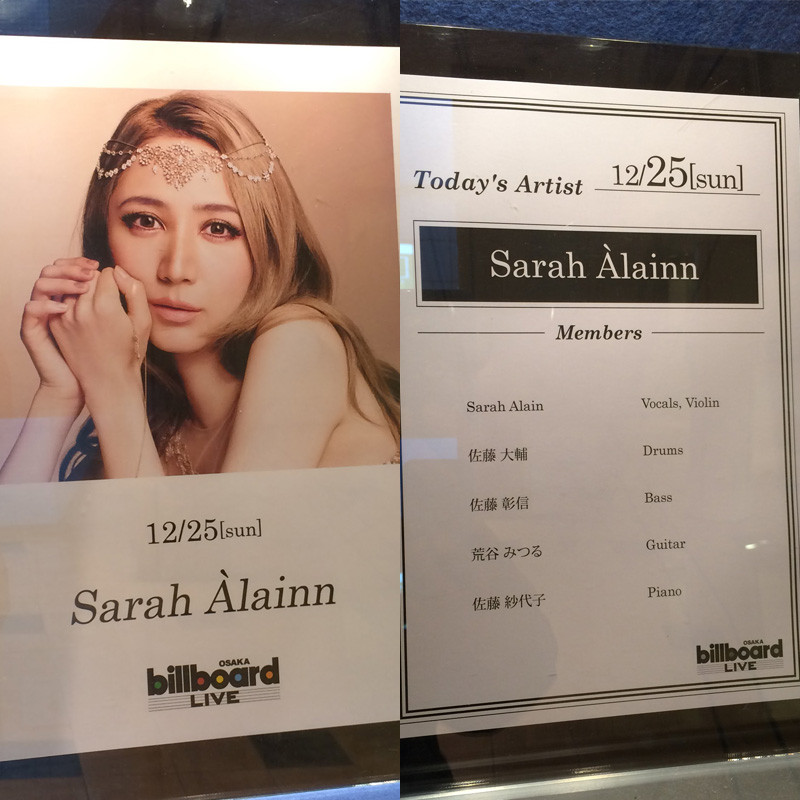 12/25[sun]
Sarah Àlainn
OSAKA
billboard
LIVE
Today's Artist 12/25[sun]
Sarah Àlainn
Members
Sarah Alain Vocals, Violin
佐藤 大輔 Drums
佐藤 彰信 Bass
荒谷 みつる Guitar
佐藤 紗代子 Piano
OSAKA
billboard
LIVE